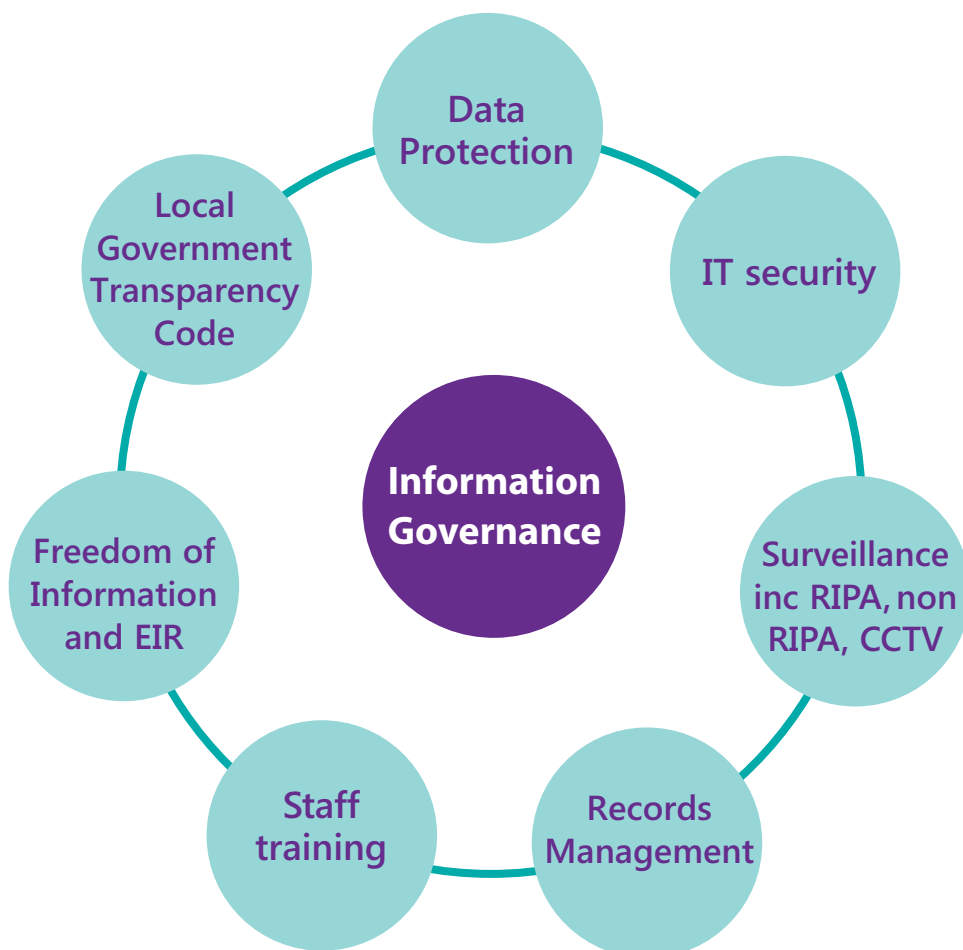 Data
Protection
IT security
Surveillance
inc RIPA, non
RIPA, CCTV
Records
Management
Staff
training
Freedom of
Information
and EIR
Local
Government
Transparency
Code
Information
Governance